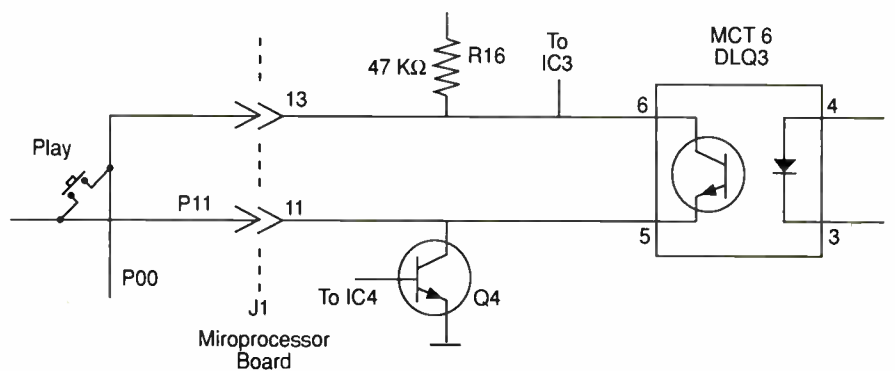 MCT 6
DLQ3
To
IC3
R16
47 KΩ
13
6
4
Play
P11
11
5
3
P00
To IC4
Q4
J1
Miroprocessor
Board